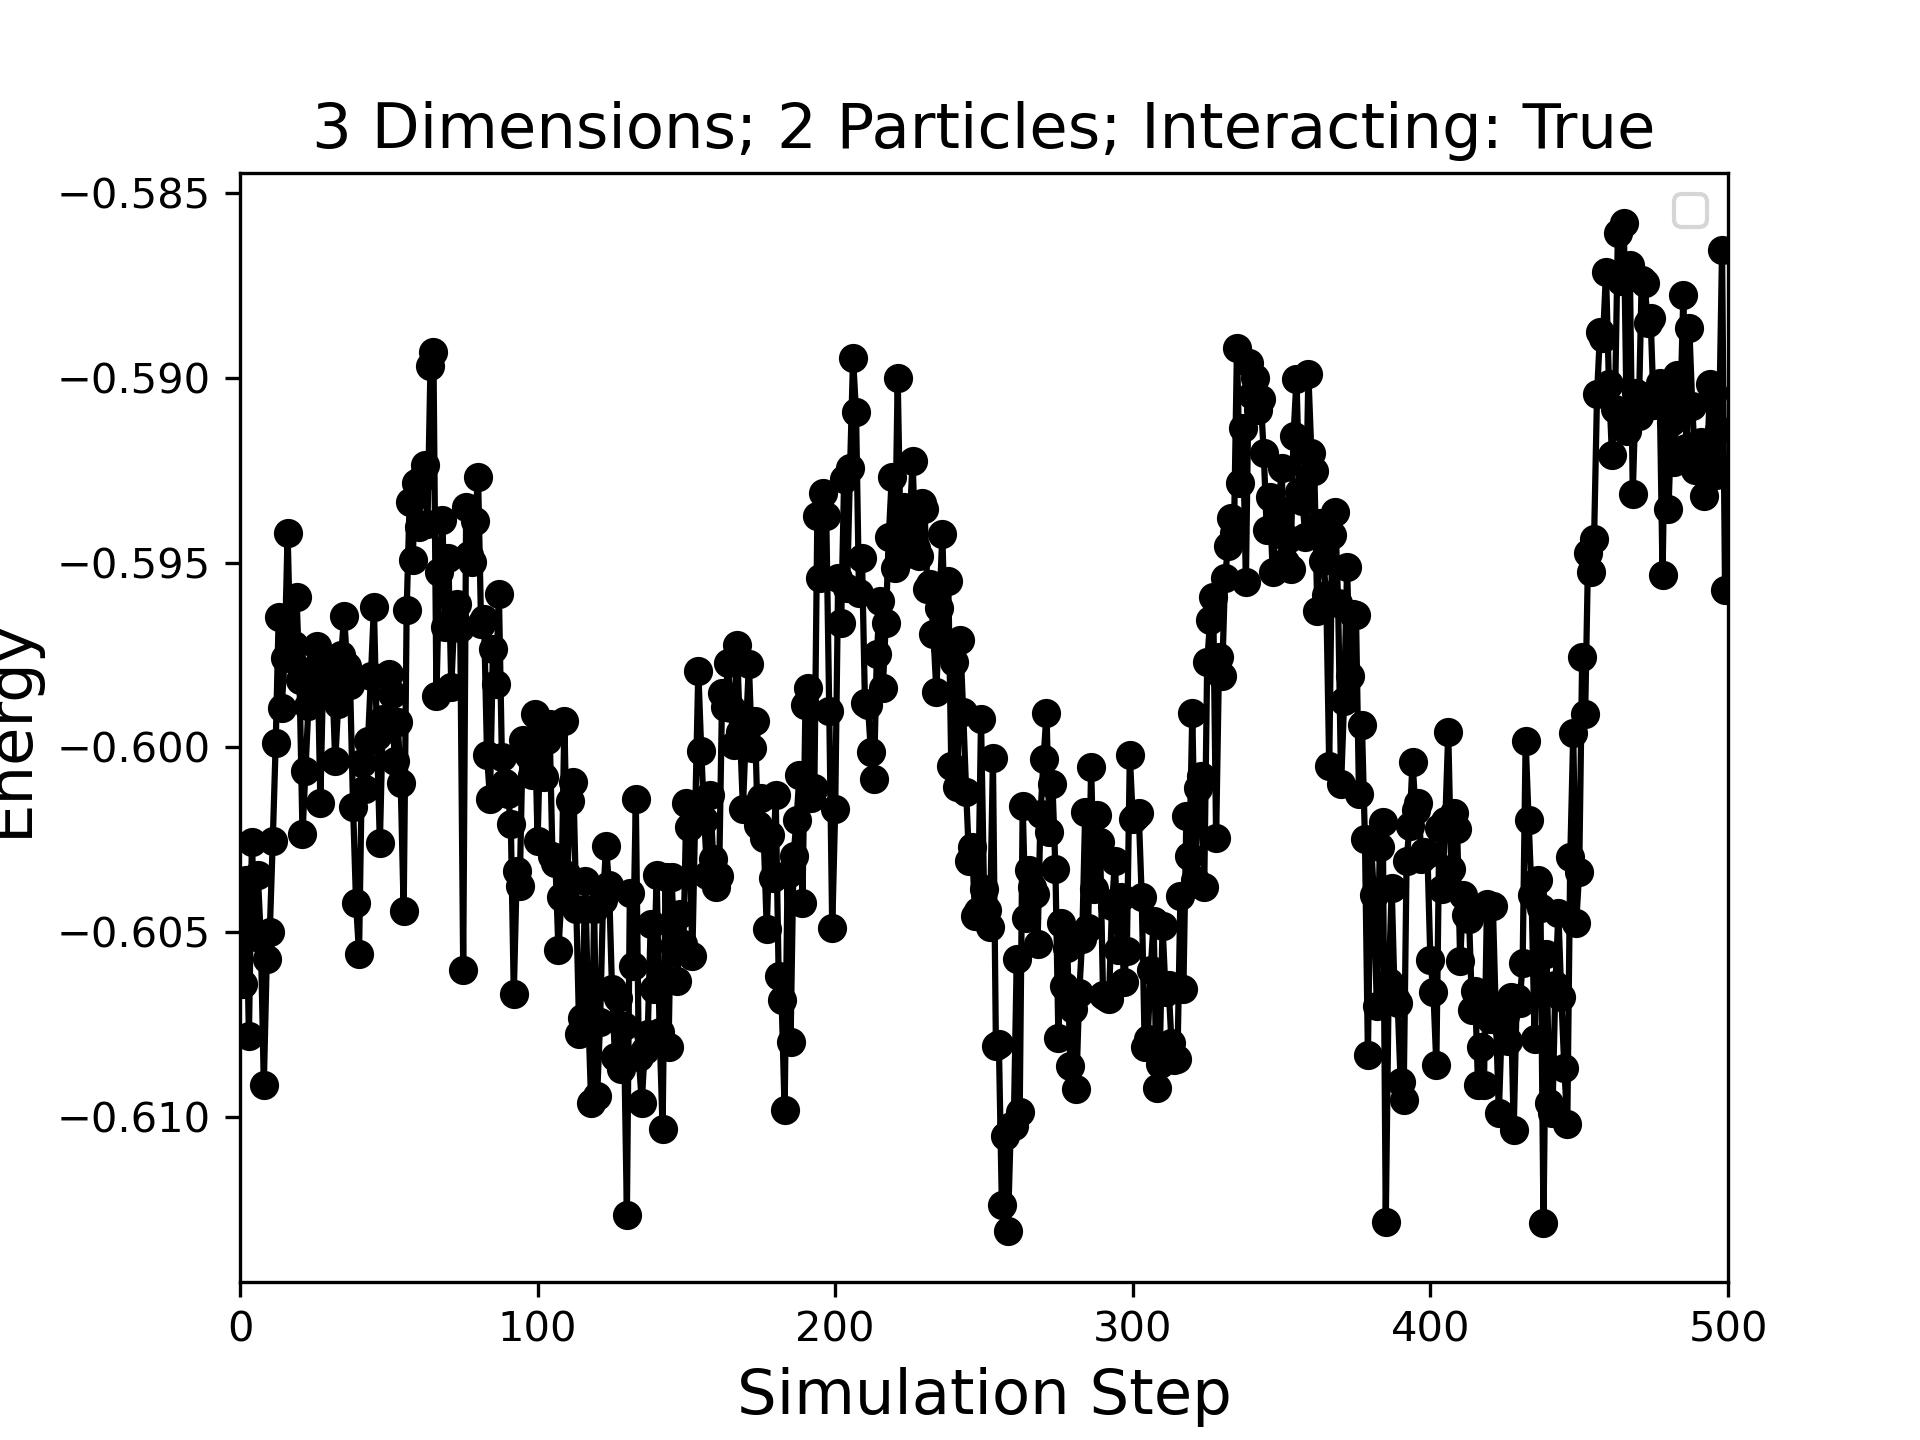 3 Dimensions; 2 Particles; Interacting: True
−0.585
−0.590
−0.595
−0.600
−0.605
−0.610
Energy
0 100 200 300 400 500
Simulation Step